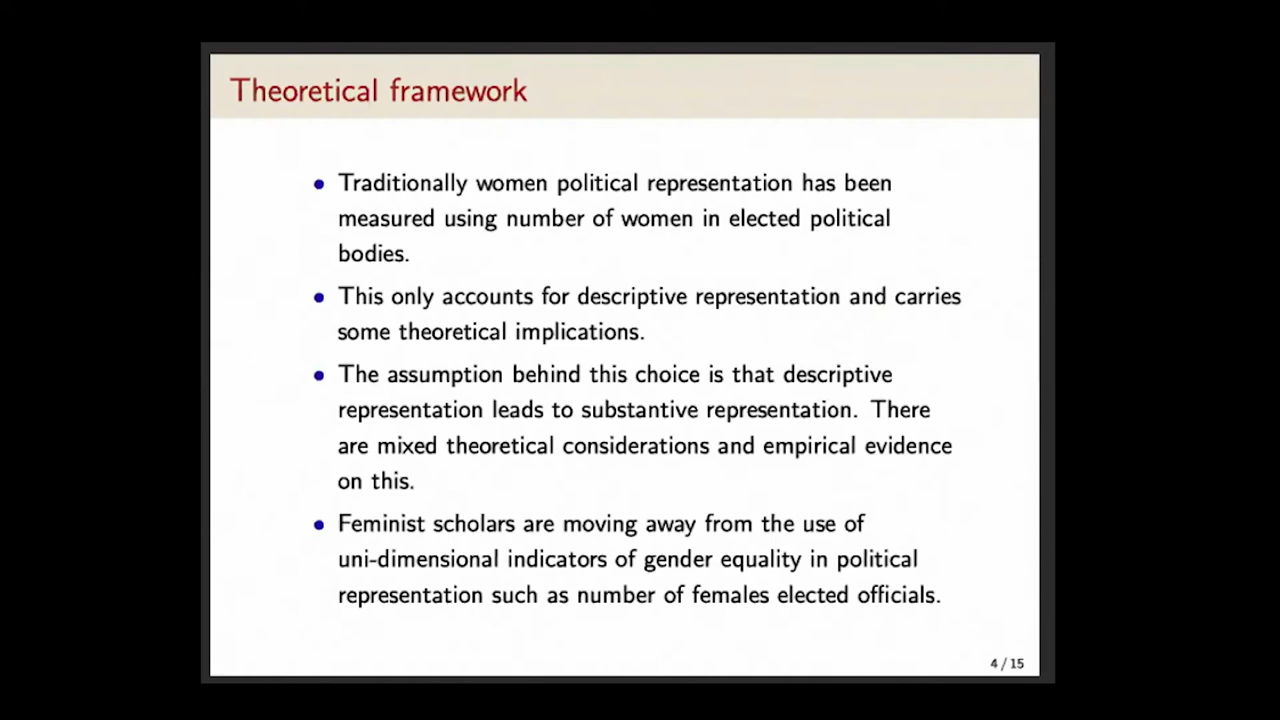 Theoretical framework
• Traditionally women political representation has been
measured using number of women in elected political
bodies.
• This only accounts for descriptive representation and carries
some theoretical implications.
• The assumption behind this choice is that descriptive
representation leads to substantive representation. There
are mixed theoretical considerations and empirical evidence
on this.
• Feminist scholars are moving away from the use of
uni-dimensional indicators of gender equality in political
representation such as number of females elected officials.
4 / 15